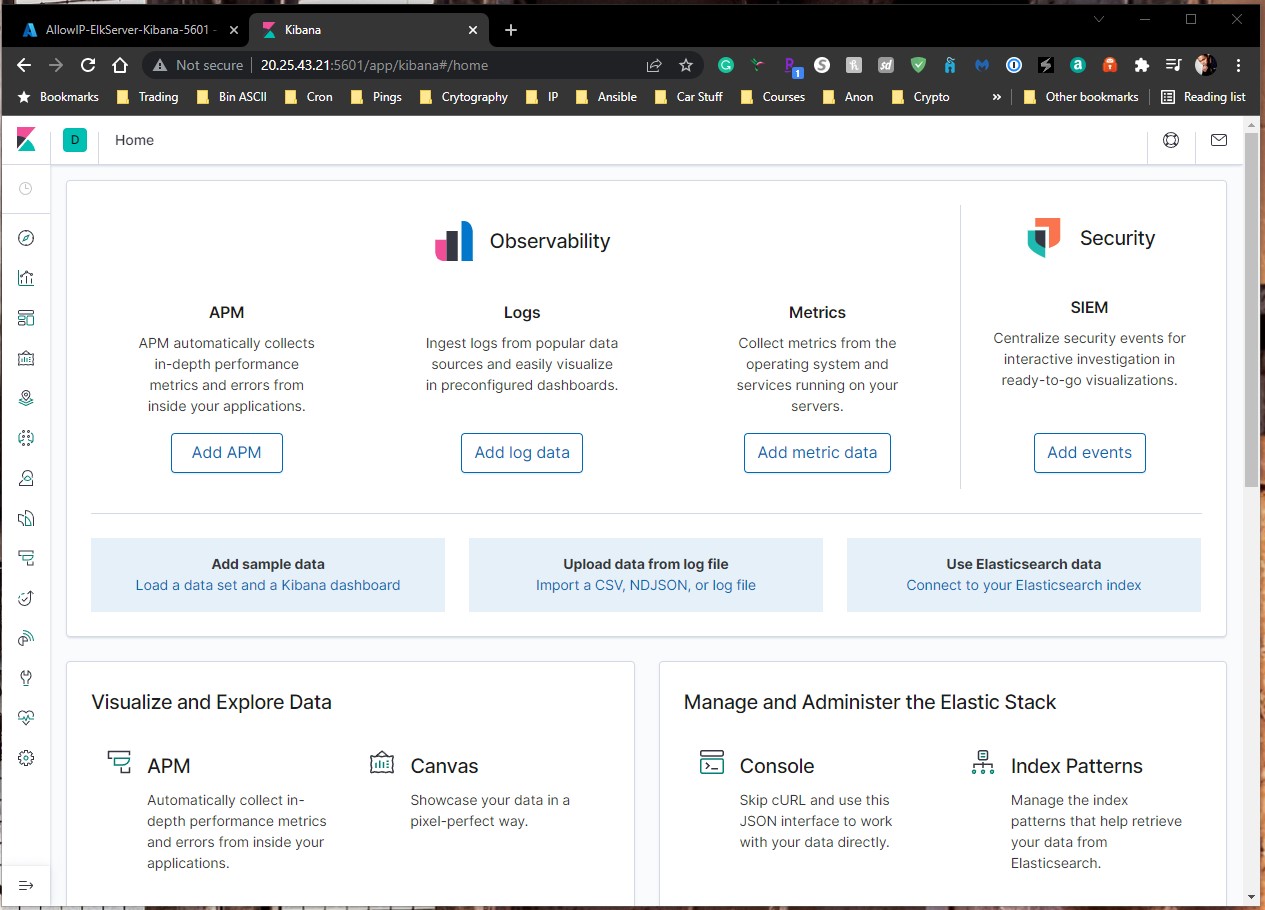 AllowIP-ElkServer-Kibana-5601 -
Kibana
Not secure
20.25.43.21:5601/app/kibana#/home
1
Bookmarks
Trading
Bin ASCII
Cron
Pings
Crytography
IP
Ansible
Car Stuff
Courses
Anon
Crypto
»
Other bookmarks
Reading list
D
Home
Observability
Security
APM
APM automatically collects
in-depth performance
metrics and errors from
inside your applications.
Add APM
Logs
Ingest logs from popular data
sources and easily visualize
in preconfigured dashboards.
Add log data
Metrics
Collect metrics from the
operating system and
services running on your
servers.
Add metric data
SIEM
Centralize security events for
interactive investigation in
ready-to-go visualizations.
Add events
Add sample data
Load a data set and a Kibana dashboard
Upload data from log file
Import a CSV, NDJSON, or log file
Use Elasticsearch data
Connect to your Elasticsearch index
Visualize and Explore Data
APM
Automatically collect in-
depth performance metrics
and errors from inside your
applications.
Canvas
Showcase your data in a
pixel-perfect way.
Manage and Administer the Elastic Stack
Console
Skip cURL and use this
JSON interface to work
with your data directly.
Index Patterns
Manage the index
patterns that help retrieve
your data from
Elasticsearch.